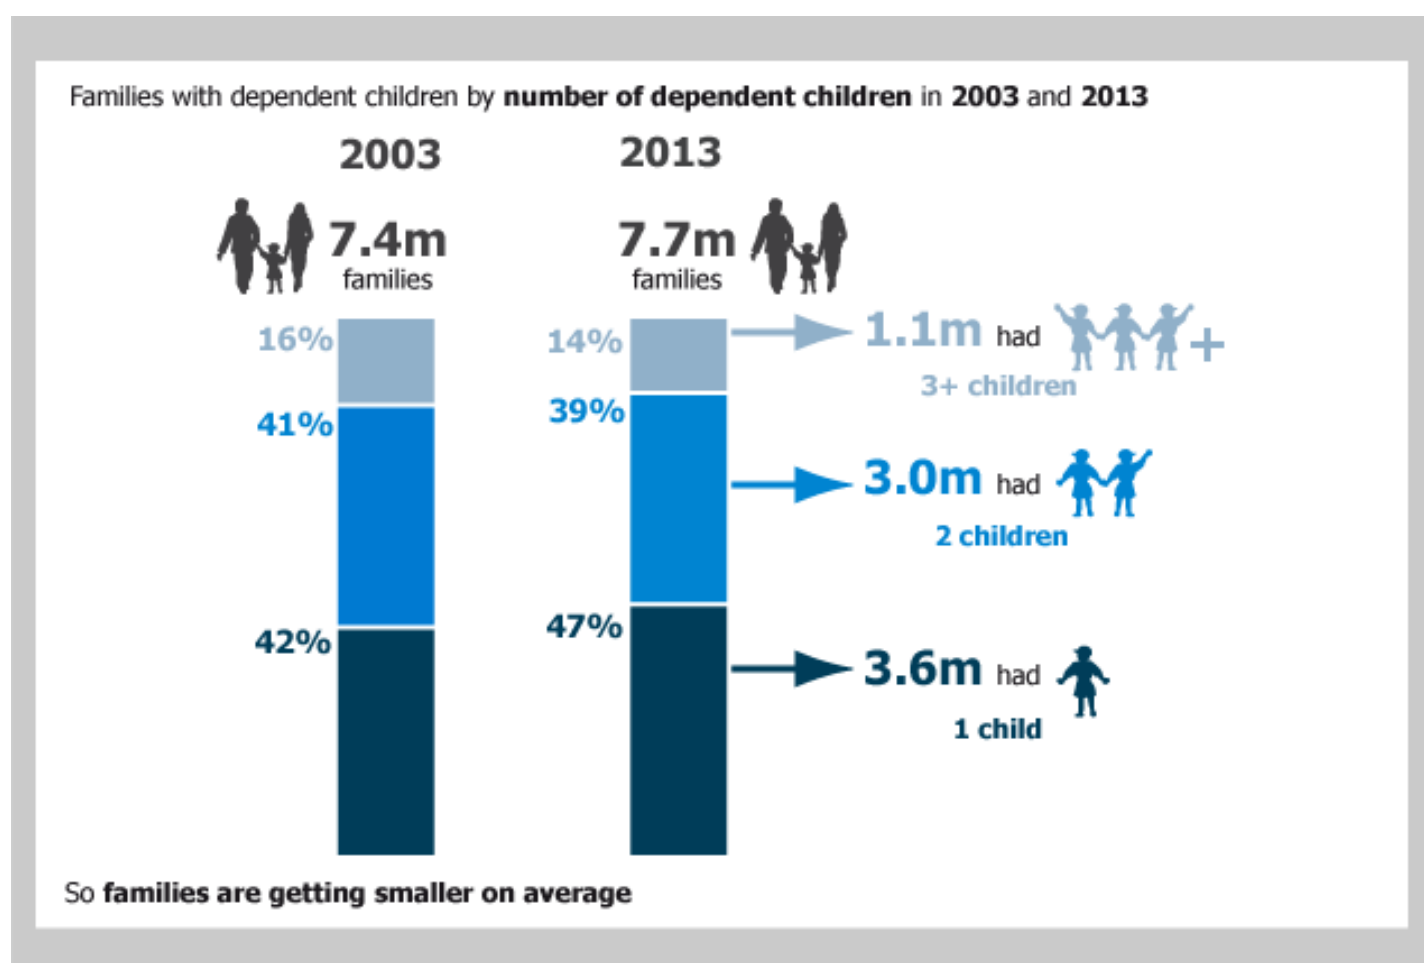 Families with dependent children by number of dependent children in 2003 and 2013
2003 2013
7.4m 7.7m
families families
16% 14% 1.1m had +
3+ children
41% 39%
3.0m had
2 children
42% 47%
3.6m had
1 child
So families are getting smaller on average